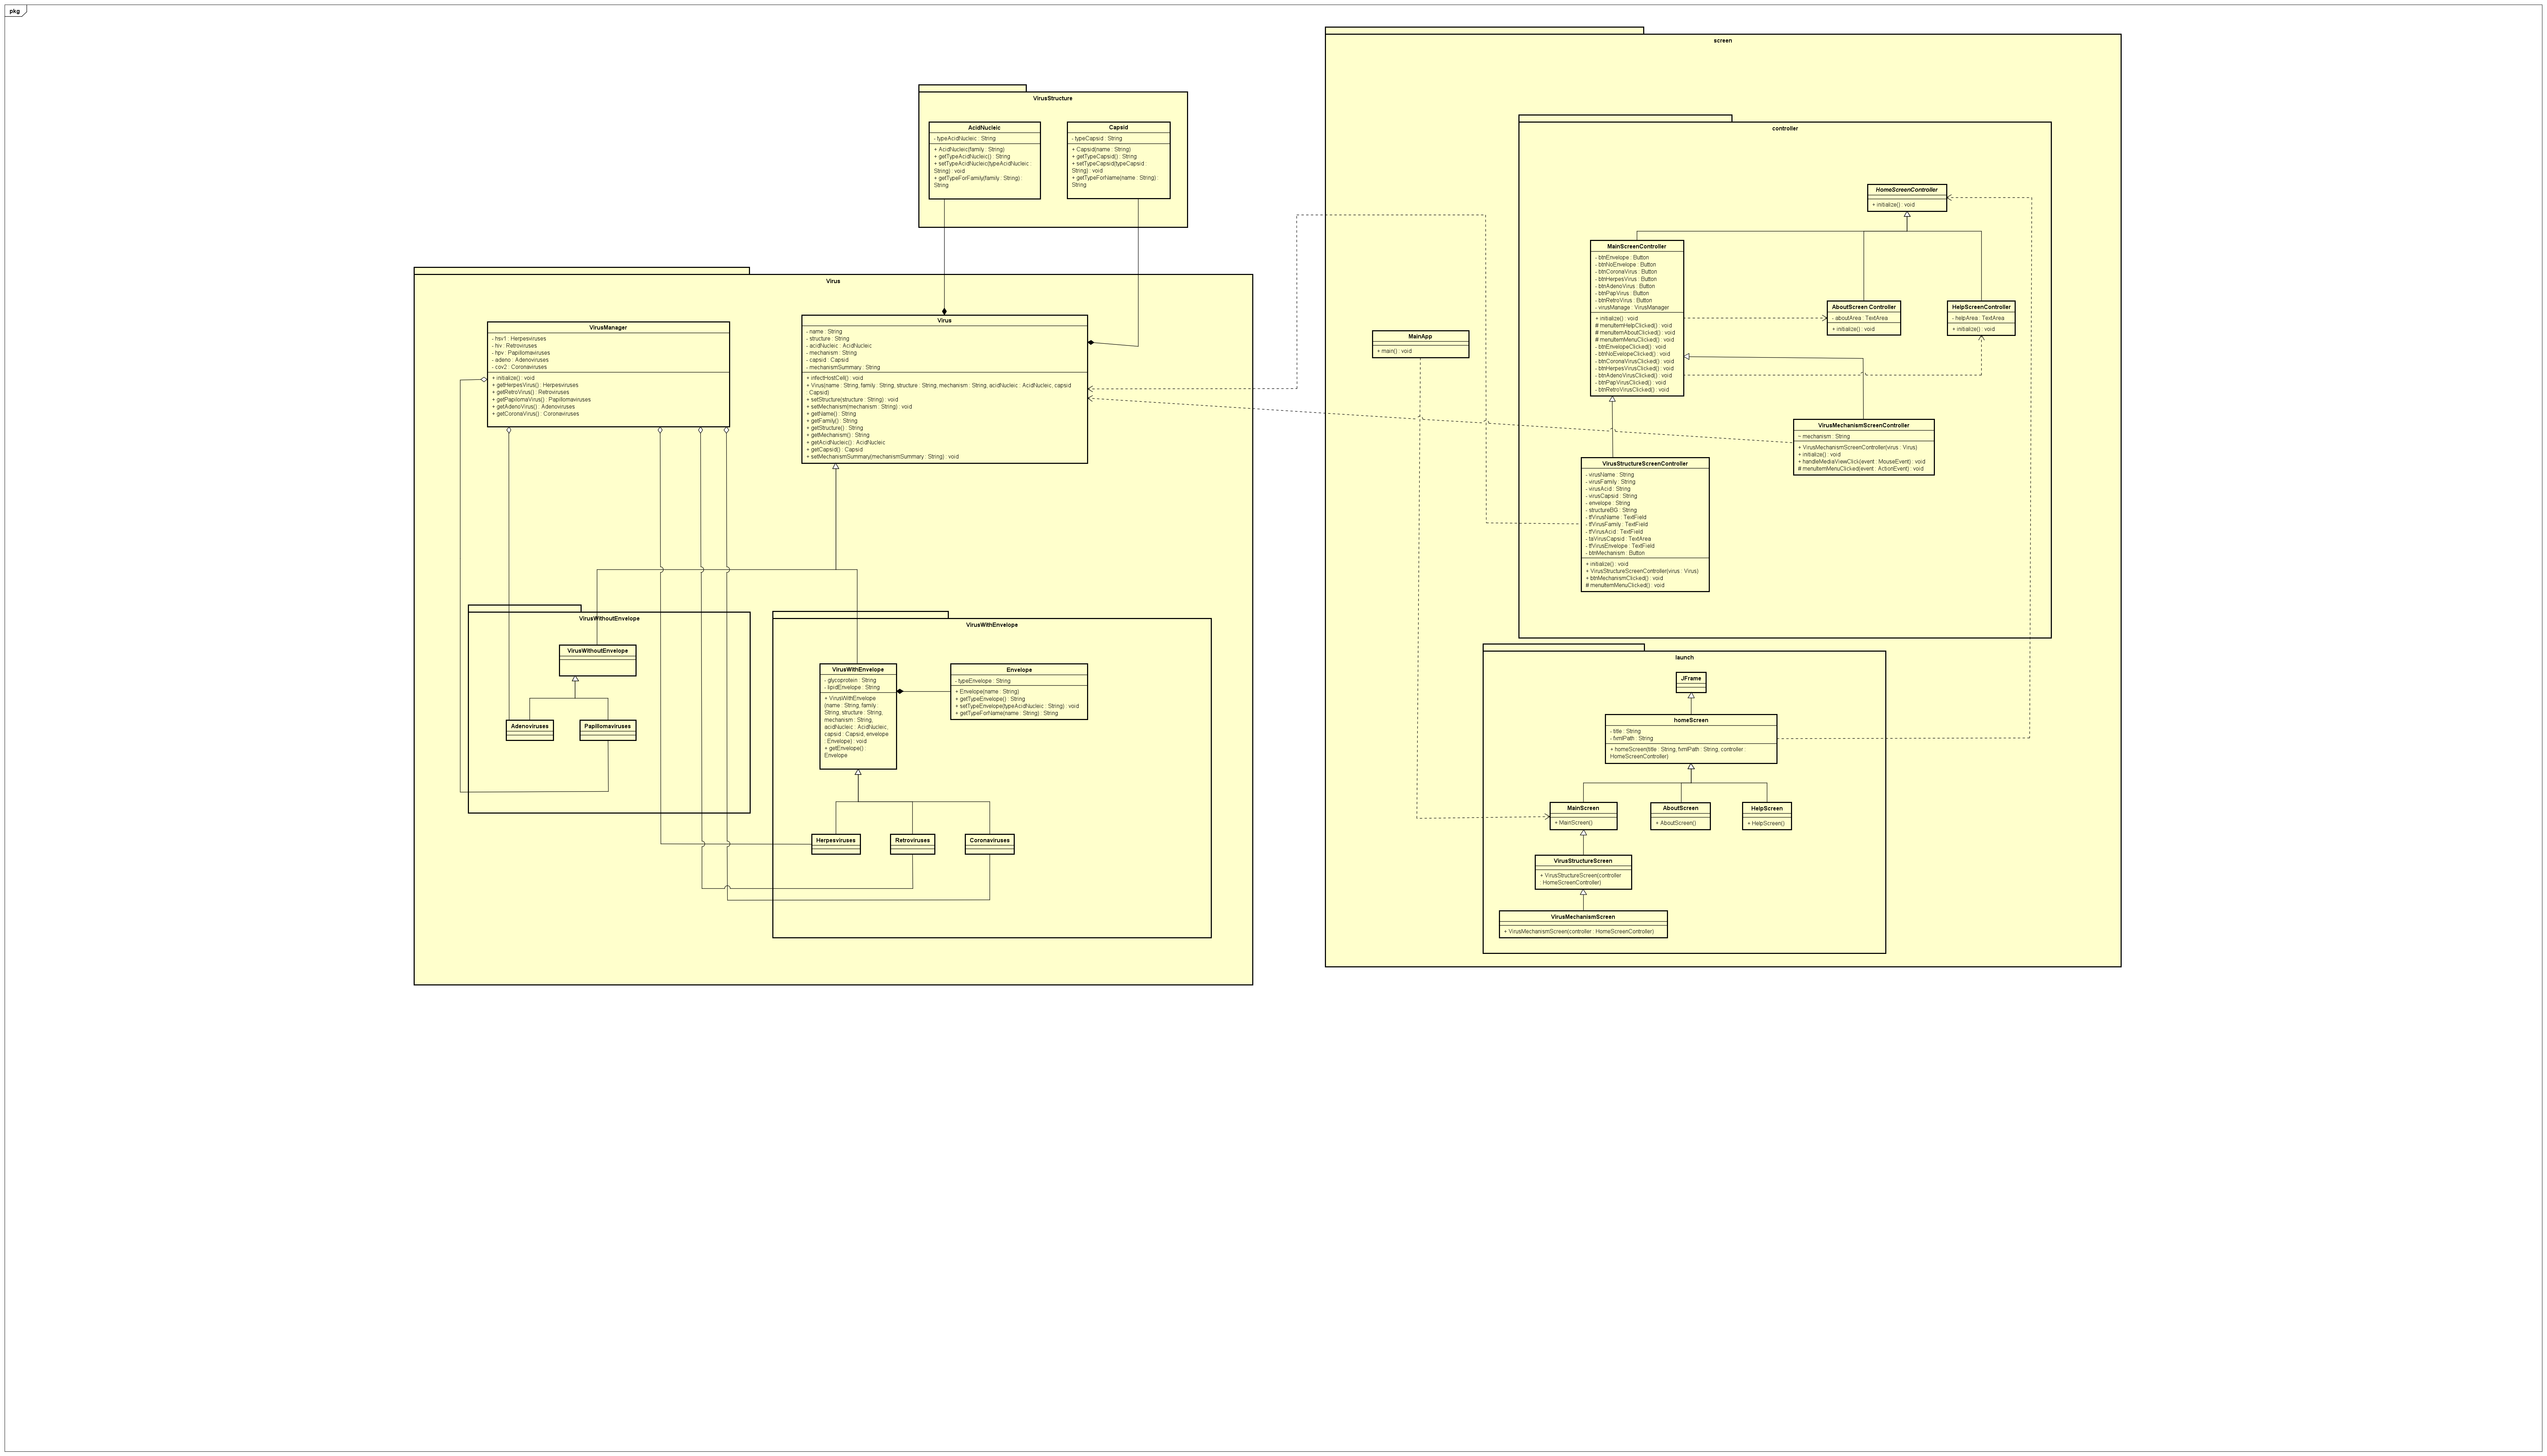 pkg
VirusStructure
AcidNucleic
- typeAcidNucleic : String
+ AcidNucleic(family : String)
+ getTypeAcidNucleic() : String
+ setTypeAcidNucleic(typeAcidNucleic :
String) : void
+ getTypeForFamily(family : String) :
String
Capsid
- typeCapsid : String
+ Capsid(name : String)
+ getTypeCapsid() : String
+ setTypeCapsid(typeCapsid :
String) : void
+ getTypeForName(name : String) :
String
Virus
VirusManager
- hsv1 : Herpesviruses
- hiv : Retroviruses
- hpv : Papillomaviruses
- adeno : Adenoviruses
- cov2 : Coronaviruses
+ initialize() : void
+ getHerpesVirus() : Herpesviruses
+ getRetroVirus() : Retroviruses
+ getPapilomaVirus() : Papillomaviruses
+ getAdenoVirus() : Adenoviruses
+ getCoronaVirus() : Coronaviruses
Virus
- name : String
- structure : String
- acidNucleic : AcidNucleic
- mechanism : String
- capsid : Capsid
- mechanismSummary : String
+ infectHostCell() : void
+ Virus(name : String, family : String, structure : String, mechanism : String, acidNucleic : AcidNucleic, capsid
: Capsid)
+ setStructure(structure : String) : void
+ setMechanism(mechanism : String) : void
+ getName() : String
+ getFamily() : String
+ getStructure() : String
+ getMechanism() : String
+ getAcidNucleic() : AcidNucleic
+ getCapsid() : Capsid
+ setMechanismSummary(mechanismSummary : String) : void
VirusWithoutEnvelope
VirusWithoutEnvelope
Adenoviruses
Papillomaviruses
VirusWithEnvelope
VirusWithEnvelope
- glycoprotein : String
- lipidEnvelope : String
+ VirusWithEnvelope
(name : String, family :
String, structure : String,
mechanism : String,
acidNucleic : AcidNucleic,
capsid : Capsid, envelope
: Envelope) : void
+ getEnvelope() :
Envelope
Envelope
- typeEnvelope : String
+ Envelope(name : String)
+ getTypeEnvelope() : String
+ setTypeEnvelope(typeAcidNucleic : String) : void
+ getTypeForName(name : String) : String
Herpesviruses
Retroviruses
Coronaviruses
screen
MainApp
+ main() : void
controller
HomeScreenController
+ initialize() : void
MainScreenController
- btnEnvelope : Button
- btnNoEnvelope : Button
- btnCoronaVirus : Button
- btnHerpesVirus : Button
- btnAdenoVirus : Button
- btnPapVirus : Button
- btnRetroVirus : Button
- virusManage : VirusManager
+ initialize() : void
# menuItemHelpClicked() : void
# menuItemAboutClicked() : void
# menuItemMenuClicked() : void
- btnEnvelopeClicked() : void
- btnNoEvelopeClicked() : void
- btnCoronaVirusClicked() : void
- btnHerpesVirusClicked() : void
- btnAdenoVirusClicked() : void
- btnPapVirusClicked() : void
- btnRetroVirusClicked() : void
AboutScreen Controller
- aboutArea : TextArea
+ initialize() : void
HelpScreenController
- helpArea : TextArea
+ initialize() : void
VirusMechanismScreenController
~ mechanism : String
+ VirusMechanismScreenController(virus : Virus)
+ initialize() : void
+ handleMediaViewClick(event : MouseEvent) : void
# menuItemMenuClicked(event : ActionEvent) : void
VirusStructureScreenController
- virusName : String
- virusFamily : String
- virusAcid : String
- virusCapsid : String
- envelope : String
- structureBG : String
- tfVirusName : TextField
- tfVirusFamily : TextField
- tfVirusAcid : TextField
- taVirusCapsid : TextArea
- tfVirusEnvelope : TextField
- btnMechanism : Button
+ initialize() : void
+ VirusStructureScreenController(virus : Virus)
+ btnMechanismClicked() : void
# menuItemMenuClicked() : void
launch
JFrame
homeScreen
- title : String
- fxmlPath : String
+ homeScreen(title : String, fxmlPath : String, controller :
HomeScreenController)
MainScreen
+ MainScreen()
AboutScreen
+ AboutScreen()
HelpScreen
+ HelpScreen()
VirusStructureScreen
+ VirusStructureScreen(controller
: HomeScreenController)
VirusMechanismScreen
+ VirusMechanismScreen(controller : HomeScreenController)